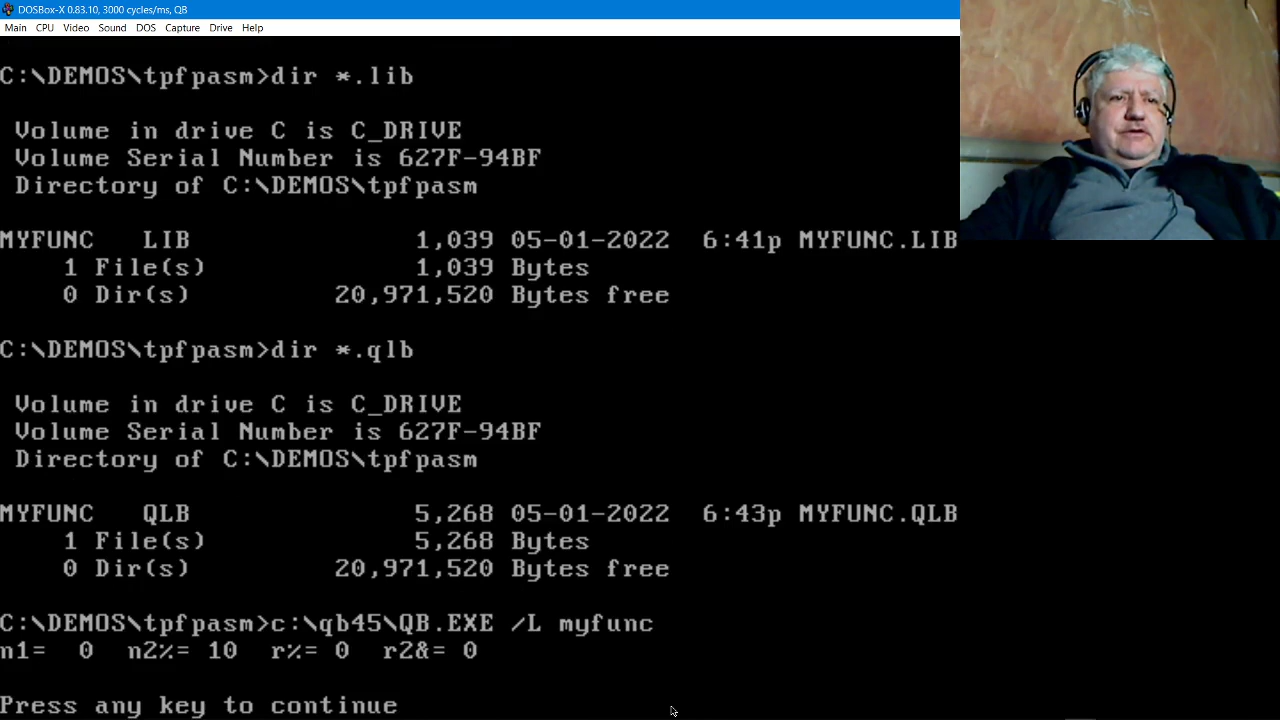 DOSBox-X 0.83.10, 3000 cycles/ms, QB
Main CPU Video Sound DOS Capture Drive Help
C:\DEMOS\tpfpasm>dir *.lib
Volume in drive C is C_DRIVE
Volume Serial Number is 627F-94BF
Directory of C:\DEMOS\tpfpasm
MYFUNC LIB 1,039 05-01-2022 6:41p MYFUNC.LIB
1 File(s) 1,039 Bytes
0 Dir(s) 20,971,520 Bytes free
C:\DEMOS\tpfpasm>dir *.qlb
Volume in drive C is C_DRIVE
Volume Serial Number is 627F-94BF
Directory of C:\DEMOS\tpfpasm
MYFUNC QLB 5,268 05-01-2022 6:43p MYFUNC.QLB
1 File(s) 5,268 Bytes
0 Dir(s) 20,971,520 Bytes free
C:\DEMOS\tpfpasm>c:\qb45\QB.EXE /L myfunc
n1= 0 n2%= 10 r%= 0 r2&= 0
Press any key to continue